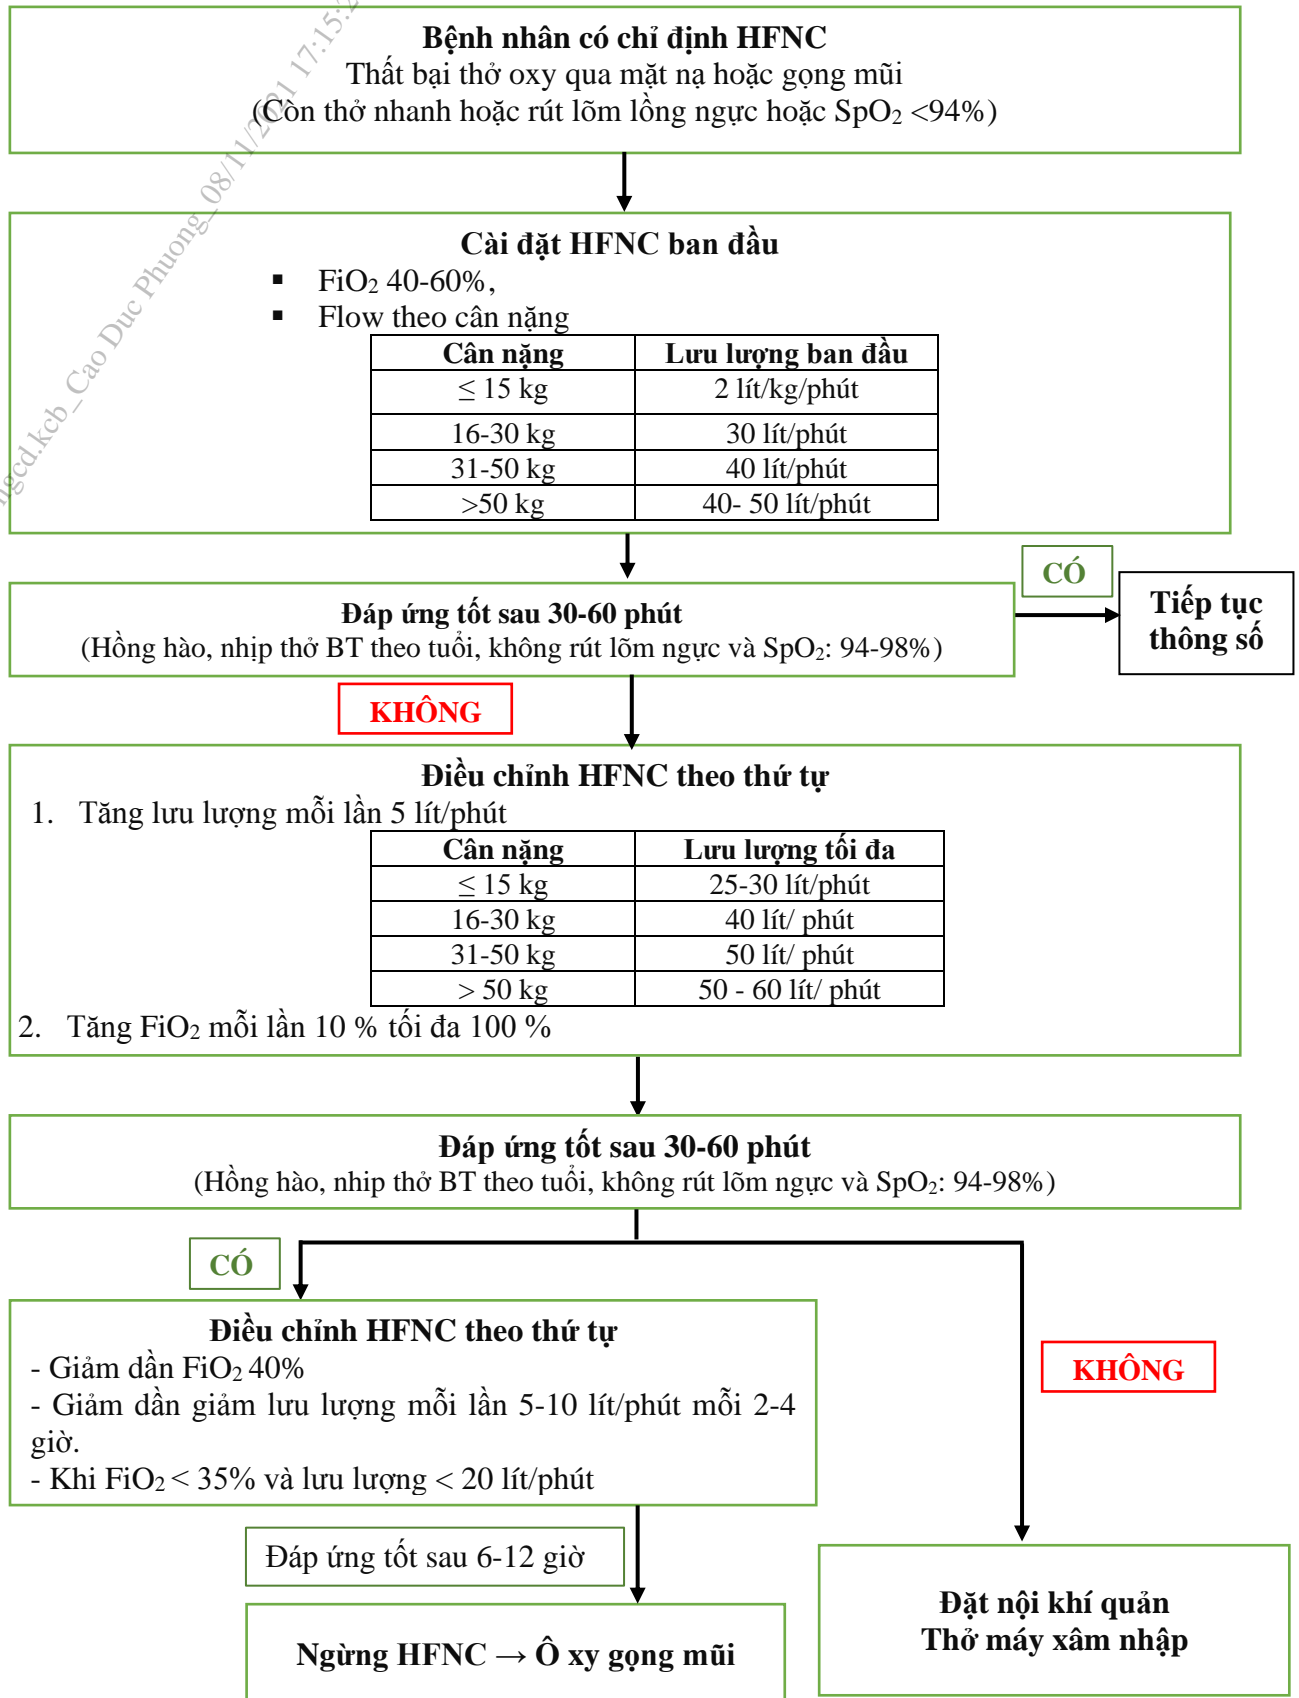 Bệnh nhân có chỉ định HFNC
Thất bại thở oxy qua mặt nạ hoặc gọng mũi
(Còn thở nhanh hoặc rút lõm lồng ngực hoặc SpO₂ <94%)
ngcd.kcb_Cao Duc Phuong_08/11/2021 17:15:2
Cài đặt HFNC ban đầu
▪ FiO₂ 40-60%,
▪ Flow theo cân nặng
Cân nặng Lưu lượng ban đầu
≤ 15 kg 2 lít/kg/phút
16-30 kg 30 lít/phút
31-50 kg 40 lít/phút
>50 kg 40- 50 lít/phút
CÓ
Đáp ứng tốt sau 30-60 phút
(Hồng hào, nhịp thở BT theo tuổi, không rút lõm ngực và SpO₂: 94-98%)
Tiếp tục
thông số
KHÔNG
Điều chỉnh HFNC theo thứ tự
1. Tăng lưu lượng mỗi lần 5 lít/phút
Cân nặng Lưu lượng tối đa
≤ 15 kg 25-30 lít/phút
16-30 kg 40 lít/ phút
31-50 kg 50 lít/ phút
> 50 kg 50 - 60 lít/ phút
2. Tăng FiO₂ mỗi lần 10 % tối đa 100 %
Đáp ứng tốt sau 30-60 phút
(Hồng hào, nhip thở BT theo tuổi, không rút lõm ngực và SpO₂: 94-98%)
CÓ
Điều chỉnh HFNC theo thứ tự
- Giảm dần FiO₂ 40%
- Giảm dần giảm lưu lượng mỗi lần 5-10 lít/phút mỗi 2-4
giờ.
- Khi FiO₂ < 35% và lưu lượng < 20 lít/phút
KHÔNG
Đáp ứng tốt sau 6-12 giờ
Ngừng HFNC → Ô xy gọng mũi
Đặt nội khí quản
Thở máy xâm nhập